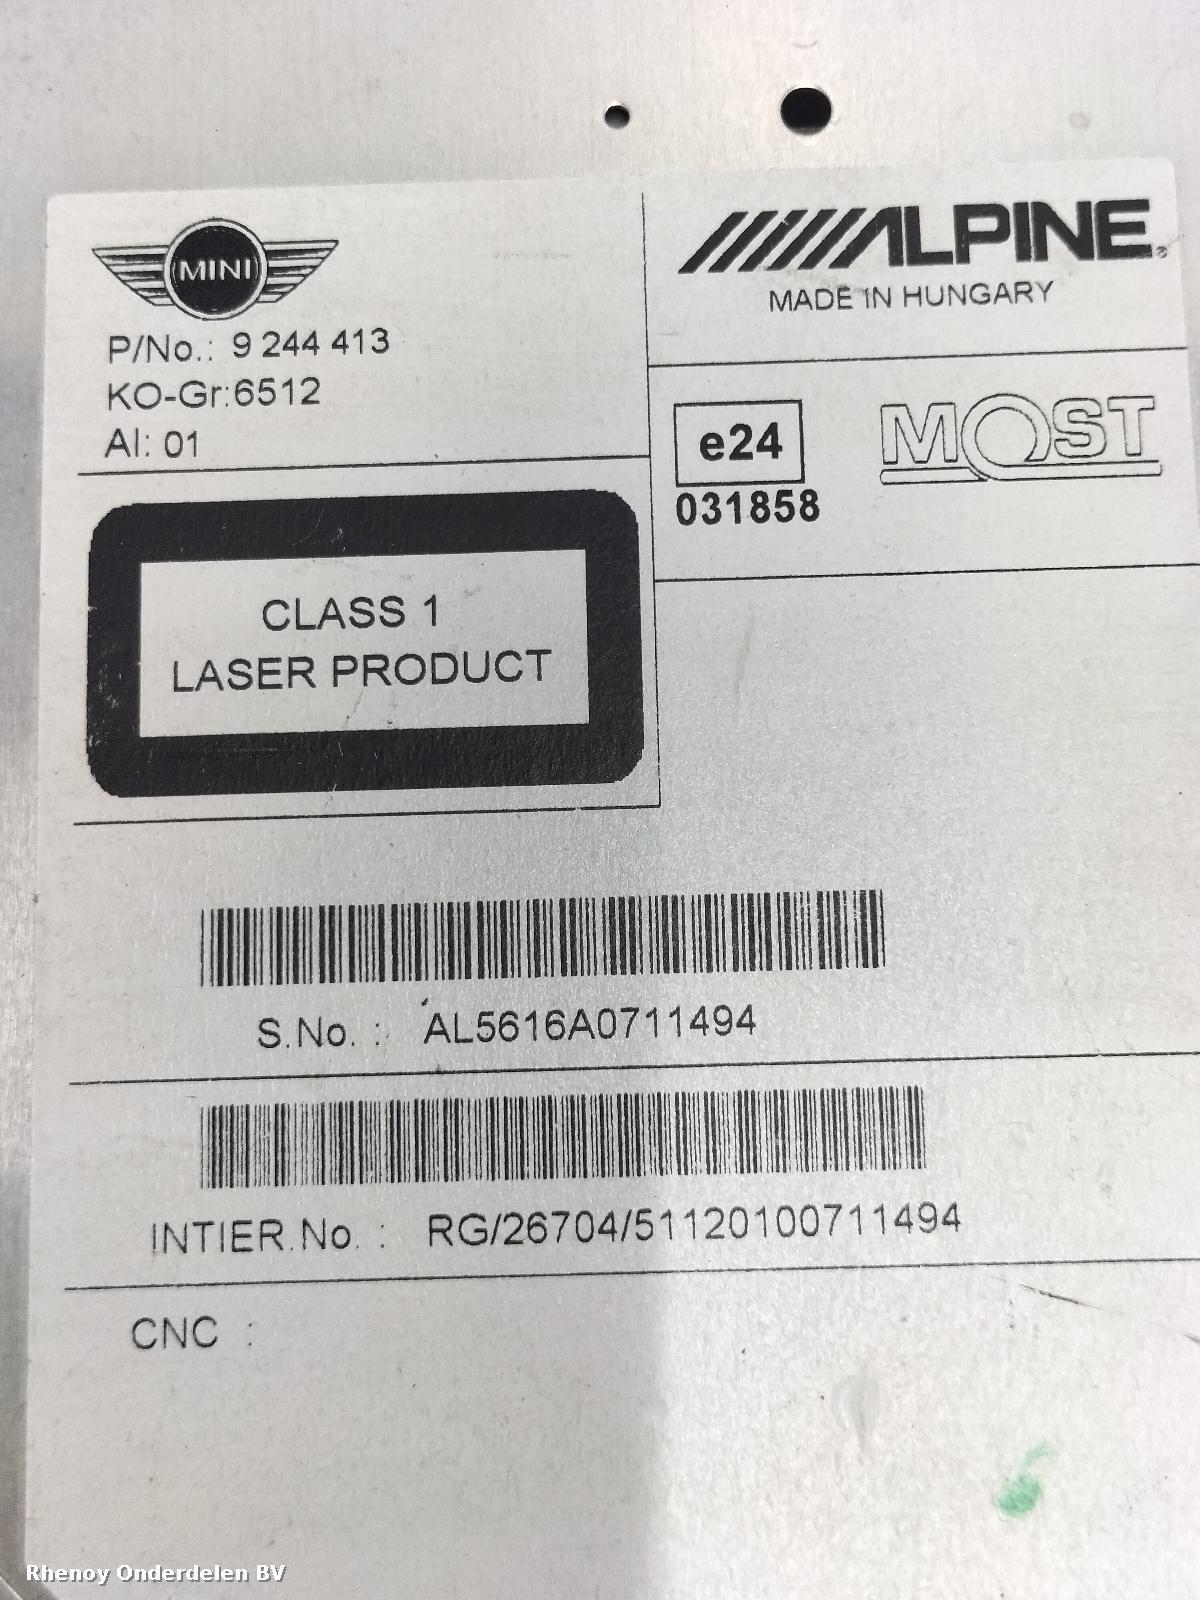 MINI
P/No.: 9 244 413
KO-Gr:6512
AI: 01
ALPINE®
MADE IN HUNGARY
e24
031858
MOST
CLASS 1
LASER PRODUCT
S.No. : AL5616A0711494
INTIER.No. : RG/26704/51120100711494
CNC :
Rhenoy Onderdelen BV